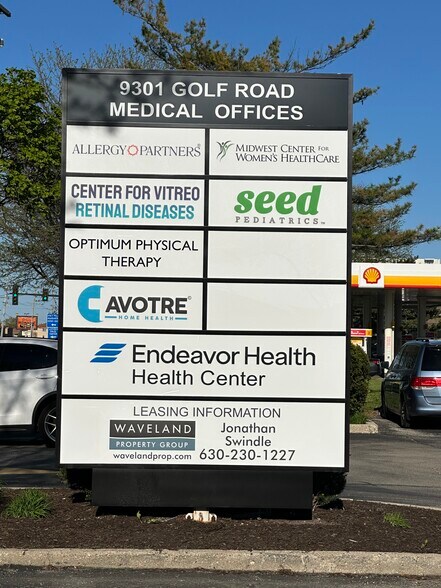 9301 GOLF ROAD
MEDICAL OFFICES
ALLERGY PARTNERS®
MIDWEST CENTER FOR
WOMEN'S HEALTHCARE
CENTER FOR VITREO
RETINAL DISEASES
seed
PEDIATRICS
OPTIMUM PHYSICAL
THERAPY
CAVOTRE®
HOME HEALTH
Endeavor Health
Health Center
LEASING INFORMATION
WAVELAND
PROPERTY GROUP
wavelandprop.com
Jonathan
Swindle
630-230-1227